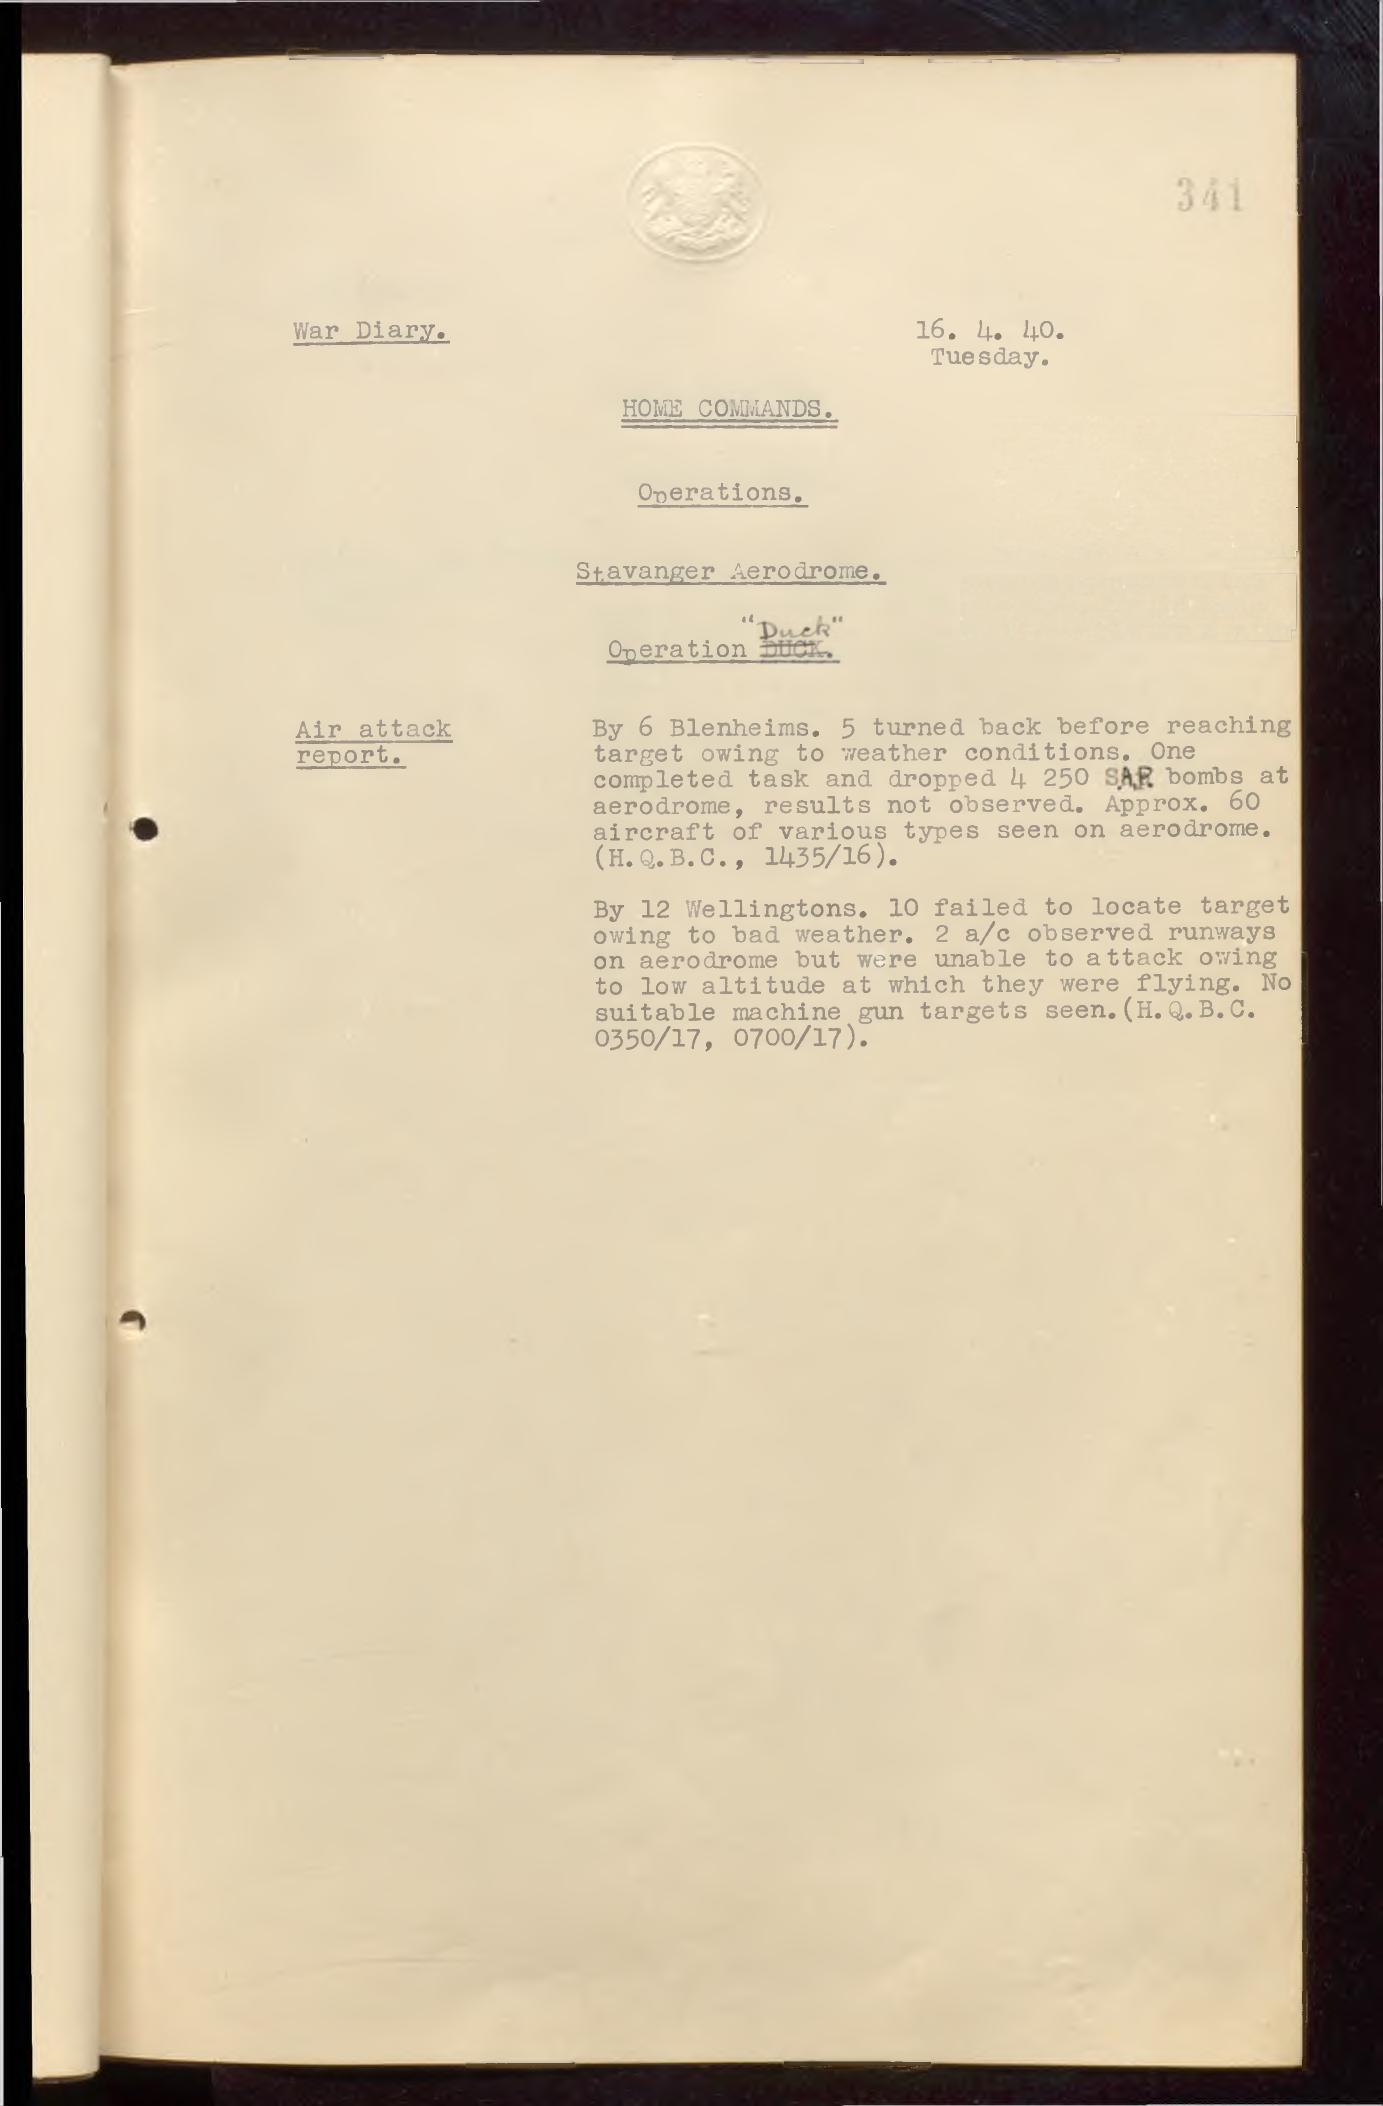 341
War Diary.
16. 4. 40.
Tuesday.
HOME COMMANDS.
Operations.
Stavanger Aerodrome.
"Duck"
Operation DUCK.
Air attack
report.
By 6 Blenheims. 5 turned back before reaching
target owing to weather conditions. One
completed task and dropped 4 250 S.A.P. bombs at
aerodrome, results not observed. Approx. 60
aircraft of various types seen on aerodrome.
(H.Q.B.C., 1435/16).
By 12 Wellingtons. 10 failed to locate target
owing to bad weather. 2 a/c observed runways
on aerodrome but were unable to attack owing
to low altitude at which they were flying. No
suitable machine gun targets seen.(H.Q.B.C.
0350/17, 0700/17).